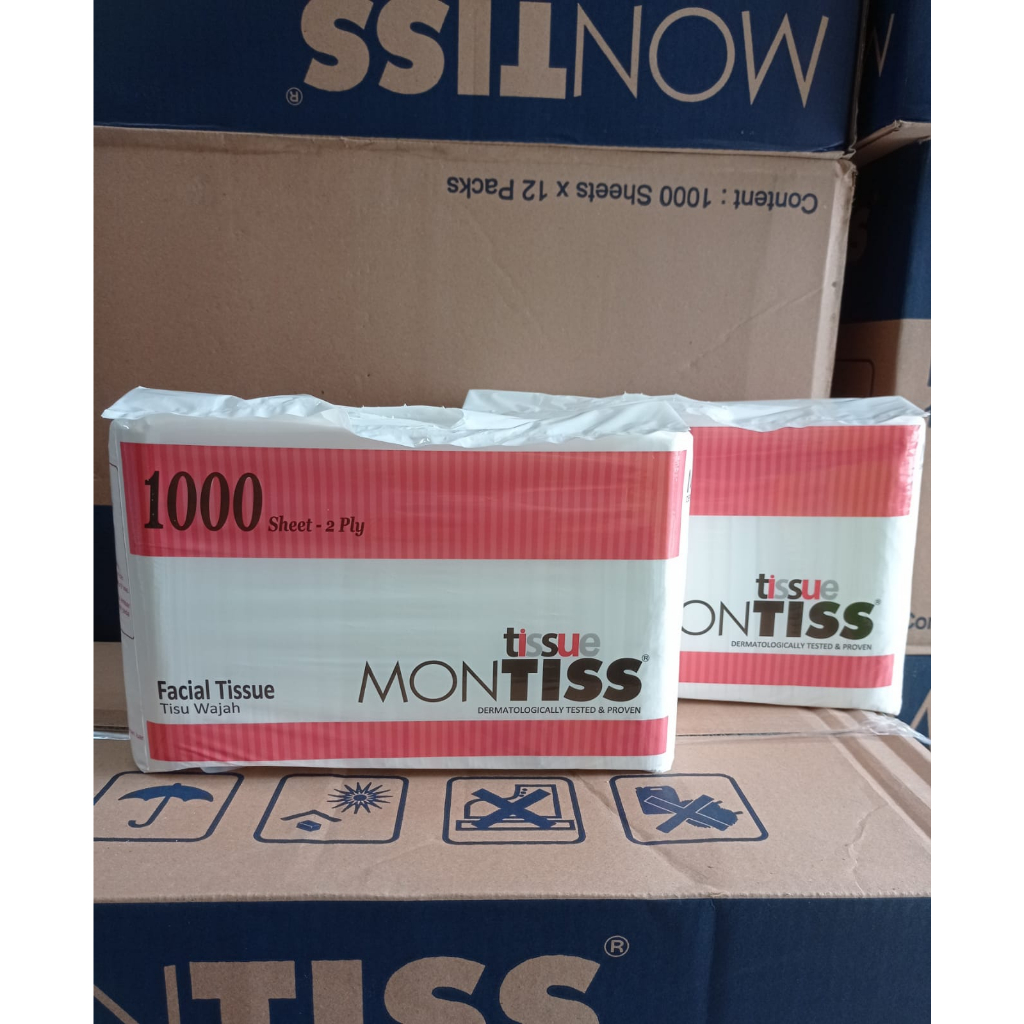 MONTISS®
Content : 1000 Sheets x 12 Packs
1000 Sheet - 2 Ply
tissue
MONTISS®
DERMATOLOGICALLY TESTED & PROVEN
Facial Tissue
Tisu Wajah
tissue
ONTISS®
DERMATOLOGICALLY TESTED & PROVEN
TISS®